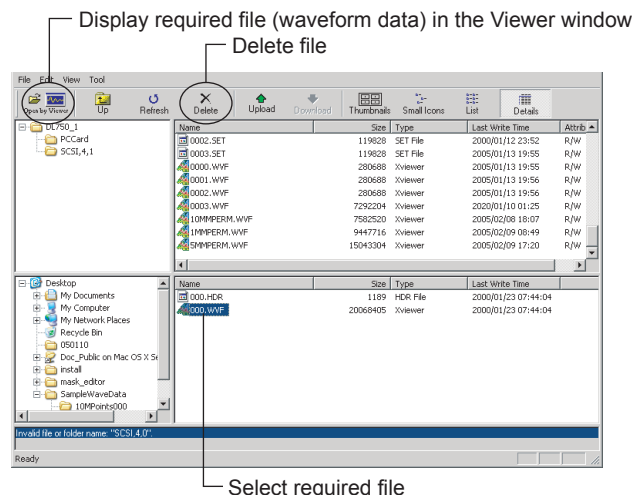 Display required file (waveform data) in the Viewer window
Delete file
File Edit View Tool
Open by Viewer Up Refresh Delete Upload Download Thumbnails Small Icons List Details
DL750_1
PCCard
SCSI,4,1
Name Size Type Last Write Time Attrib
0002.SET 119828 SET File 2000/01/12 23:52 R/W
0003.SET 119828 SET File 2005/01/13 19:55 R/W
0000.WVF 280688 Xviewer 2005/01/13 19:55 R/W
0001.WVF 280688 Xviewer 2005/01/13 19:56 R/W
0002.WVF 280688 Xviewer 2005/01/13 19:56 R/W
0003.WVF 7292204 Xviewer 2020/01/10 01:25 R/W
10MMPERM.WVF 7582520 Xviewer 2005/02/08 18:07 R/W
1MMPERM.WVF 9447716 Xviewer 2005/02/09 08:49 R/W
5MMPERM.WVF 15043304 Xviewer 2005/02/09 17:20 R/W
Desktop
My Documents
My Computer
My Network Places
Recycle Bin
050110
Doc_Public on Mac OS X Se
install
mask_editor
SampleWaveData
10MPoints000
Name Size Type Last Write Time
000.HDR 1189 HDR File 2000/01/23 07:44:04
000.WVF 20068405 Xviewer 2000/01/23 07:44:04
Invalid file or folder name: "SCSI,4,0".
Ready
Select required file